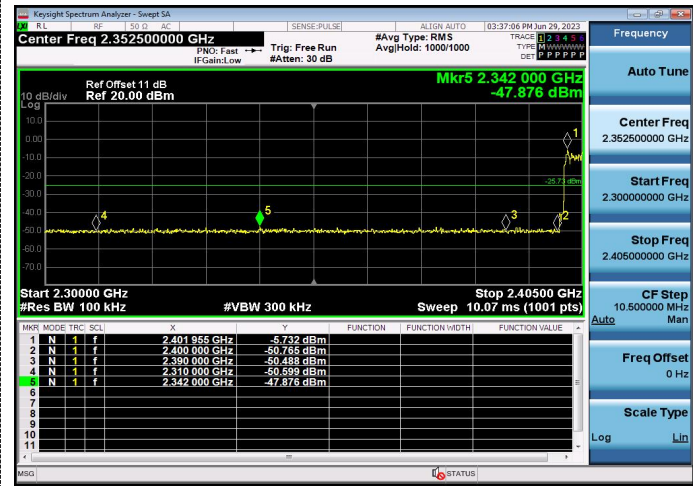 Keysight Spectrum Analyzer - Swept SA
LXI RL RF 50 Ω AC SENSE:PULSE ALIGN AUTO 03:37:06 PM Jun 29, 2023
Center Freq 2.352500000 GHz
PNO: Fast
IFGain:Low
Trig: Free Run
#Atten: 30 dB
#Avg Type: RMS
Avg|Hold: 1000/1000
TRACE 1 2 3 4 5 6
TYPE M WWWWW
DET P P P P P P
Frequency
Auto Tune
Center Freq
2.352500000 GHz
Start Freq
2.300000000 GHz
Stop Freq
2.405000000 GHz
CF Step
10.500000 MHz
Auto Man
Freq Offset
0 Hz
Scale Type
Log Lin
Mkr5 2.342 000 GHz
-47.876 dBm
Ref Offset 11 dB
10 dB/div Ref 20.00 dBm
Log
10.0
0.00
-10.0
-20.0
-30.0
-40.0
-50.0
-60.0
-70.0
1
-25.73 dBm
4
5
3
2
Start 2.30000 GHz Stop 2.40500 GHz
#Res BW 100 kHz #VBW 300 kHz Sweep 10.07 ms (1001 pts)
MKR MODE TRC SCL X Y FUNCTION FUNCTION WIDTH FUNCTION VALUE
1 N 1 f 2.401 955 GHz -5.732 dBm
2 N 1 f 2.400 000 GHz -50.765 dBm
3 N 1 f 2.390 000 GHz -50.488 dBm
4 N 1 f 2.310 000 GHz -50.599 dBm
5 N 1 f 2.342 000 GHz -47.876 dBm
6
7
8
9
10
11
MSG STATUS